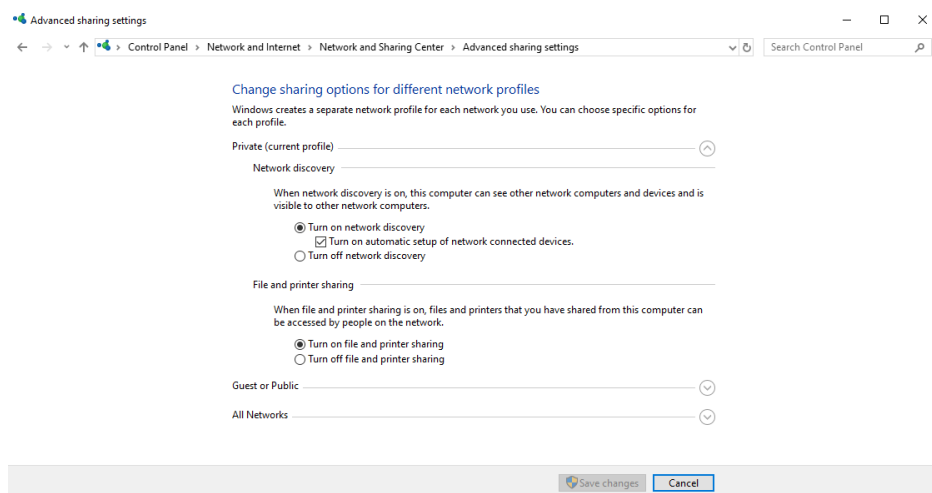 Advanced sharing settings
Control Panel > Network and Internet > Network and Sharing Center > Advanced sharing settings
Search Control Panel
Change sharing options for different network profiles
Windows creates a separate network profile for each network you use. You can choose specific options for
each profile.
Private (current profile)
Network discovery
When network discovery is on, this computer can see other network computers and devices and is
visible to other network computers.
Turn on network discovery
Turn on automatic setup of network connected devices.
Turn off network discovery
File and printer sharing
When file and printer sharing is on, files and printers that you have shared from this computer can
be accessed by people on the network.
Turn on file and printer sharing
Turn off file and printer sharing
Guest or Public
All Networks
Save changes
Cancel